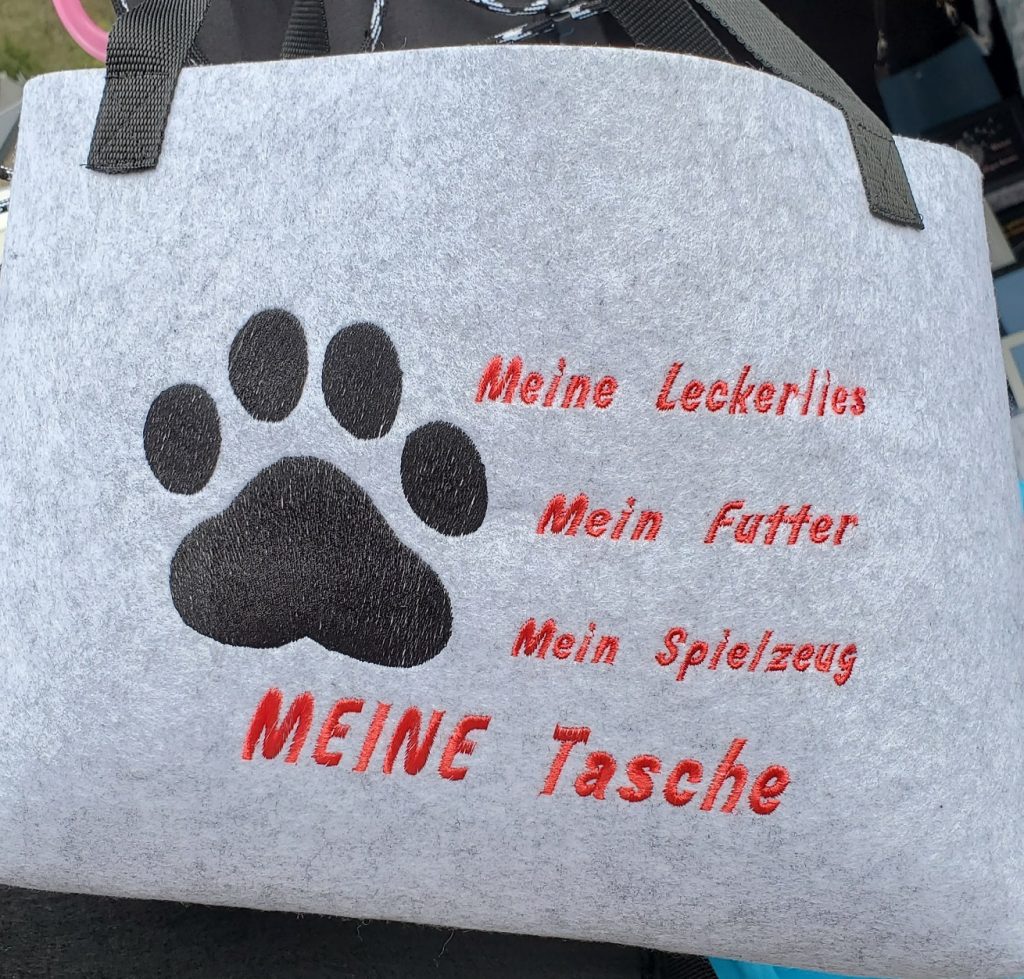 Meine Leckerlies
Mein Futter
Mein Spielzeug
MEINE Tasche